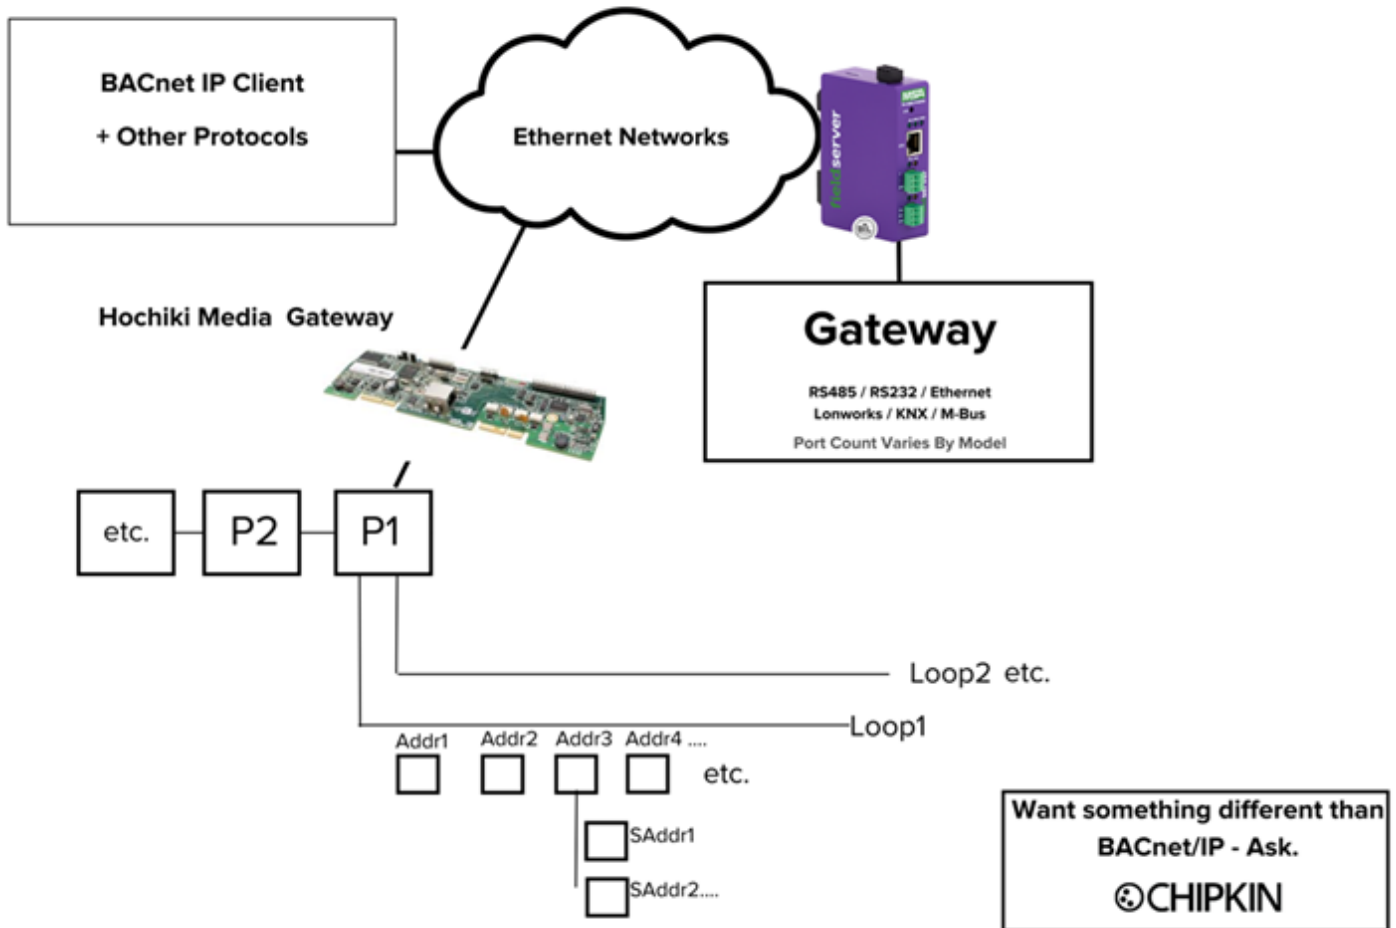 BACnet IP Client
+ Other Protocols
Ethernet Networks
MSA
fieldserver
Hochiki Media Gateway
Gateway
RS485 / RS232 / Ethernet
Lonworks / KNX / M-Bus
Port Count Varies By Model
etc.
P2
P1
Loop2 etc.
Loop1
Addr1 Addr2 Addr3 Addr4 ....
etc.
SAddr1
SAddr2....
Want something different than
BACnet/IP - Ask.
CHIPKIN